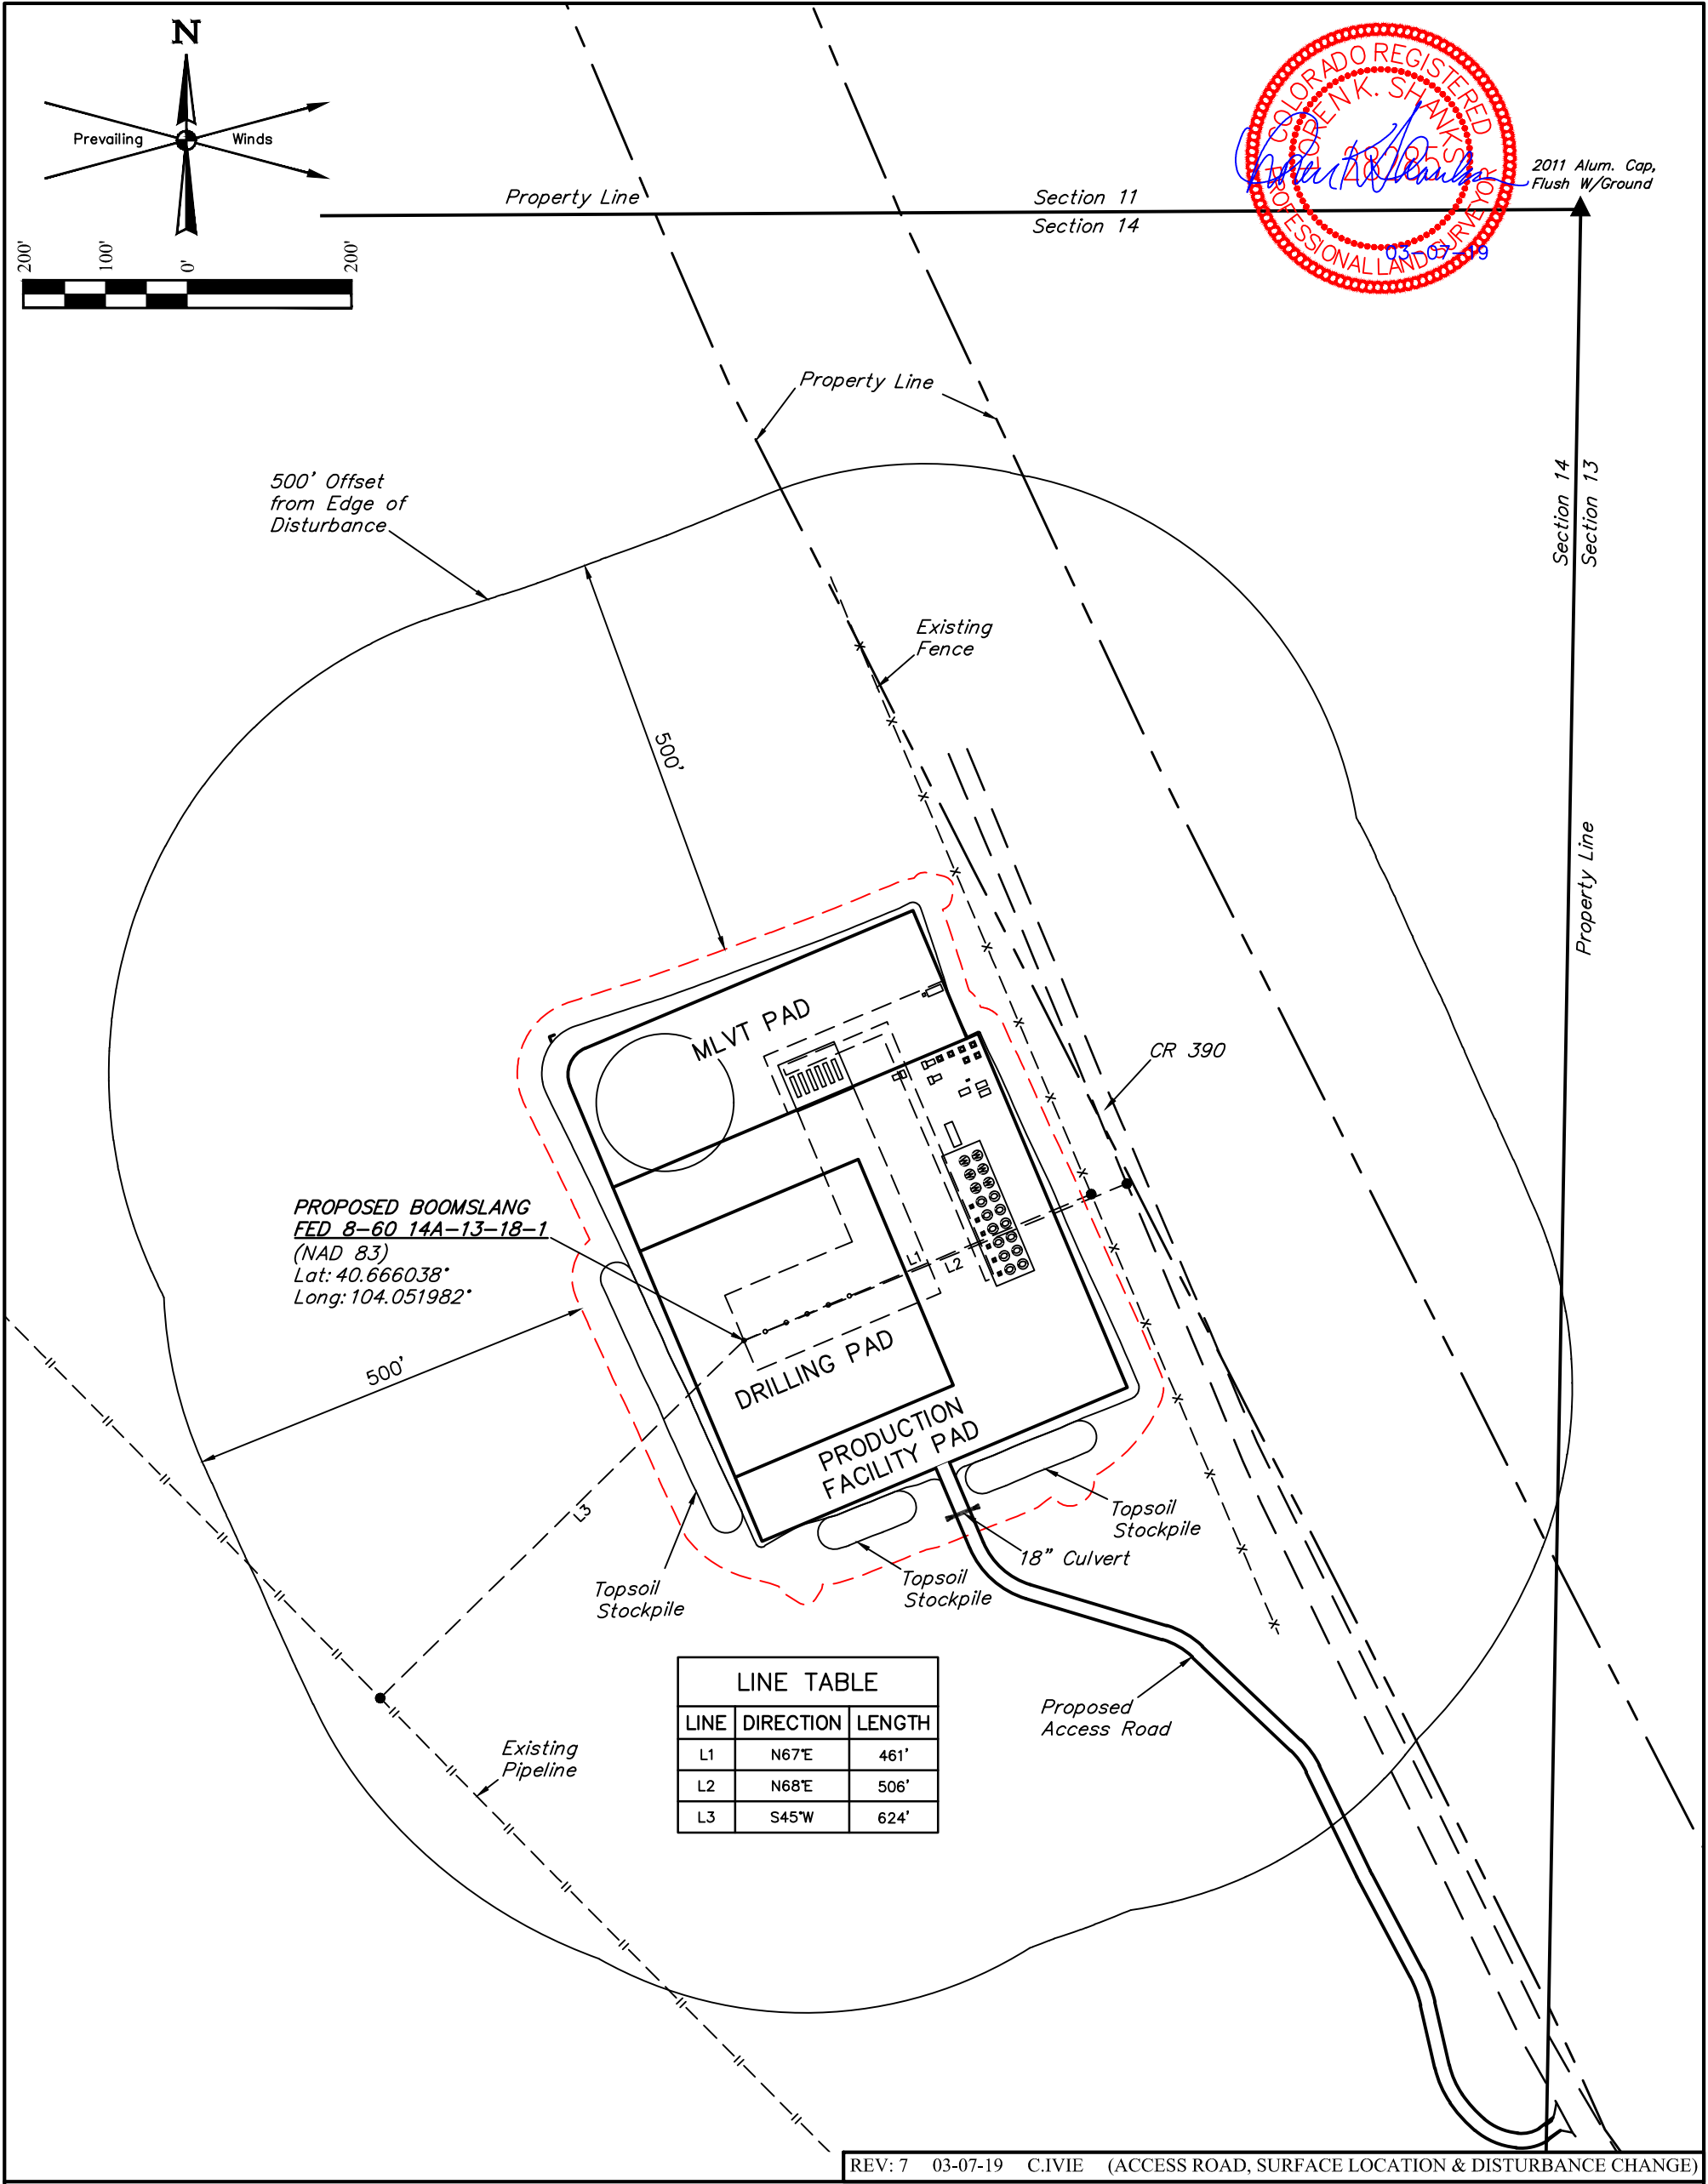 N
Prevailing Winds
200' 100' 0' 200'
COLORADO REGISTERED
LOREN K. SHANKS
28285
PROFESSIONAL LAND SURVEYOR
03-07-19
2011 Alum. Cap,
Flush W/Ground
Property Line
Section 11
Section 14
Property Line
500' Offset
from Edge of
Disturbance
Section 14
Section 13
Existing
Fence
500'
Property Line
MLVT PAD
CR 390
PROPOSED BOOMSLANG
FED 8-60 14A-13-18-1
(NAD 83)
Lat: 40.666038°
Long: 104.051982°
L1
L2
500'
DRILLING PAD
PRODUCTION
FACILITY PAD
L3
Topsoil
Stockpile
18" Culvert
Topsoil
Stockpile
Topsoil
Stockpile
LINE TABLE
LINE DIRECTION LENGTH
L1 N67°E 461'
L2 N68°E 506'
L3 S45°W 624'
Proposed
Access Road
Existing
Pipeline
REV: 7 03-07-19 C.IVIE (ACCESS ROAD, SURFACE LOCATION & DISTURBANCE CHANGE)